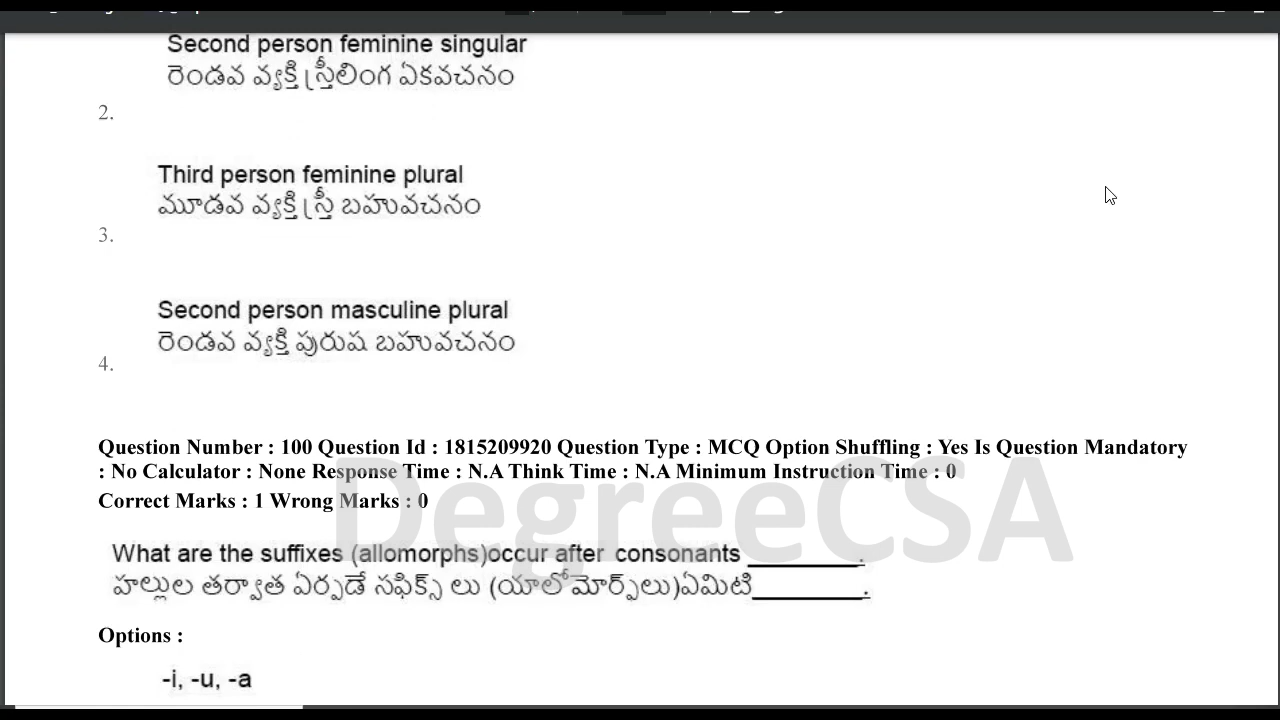 Second person feminine singular
రెండవ వ్యక్తి స్త్రీలింగ ఏకవచనం
2.
Third person feminine plural
మూడవ వ్యక్తి స్త్రీ బహువచనం
3.
Second person masculine plural
రెండవ వ్యక్తి పురుష బహువచనం
4.
Question Number : 100 Question Id : 1815209920 Question Type : MCQ Option Shuffling : Yes Is Question Mandatory
: No Calculator : None Response Time : N.A Think Time : N.A Minimum Instruction Time : 0
Correct Marks : 1 Wrong Marks : 0
DegreeCSA
What are the suffixes (allomorphs)occur after consonants _________.
హల్లుల తర్వాత ఏర్పడే సఫిక్స్ లు (యాలోమోర్ఫ్‌లు)ఏమిటి_________.
Options :
-i, -u, -a